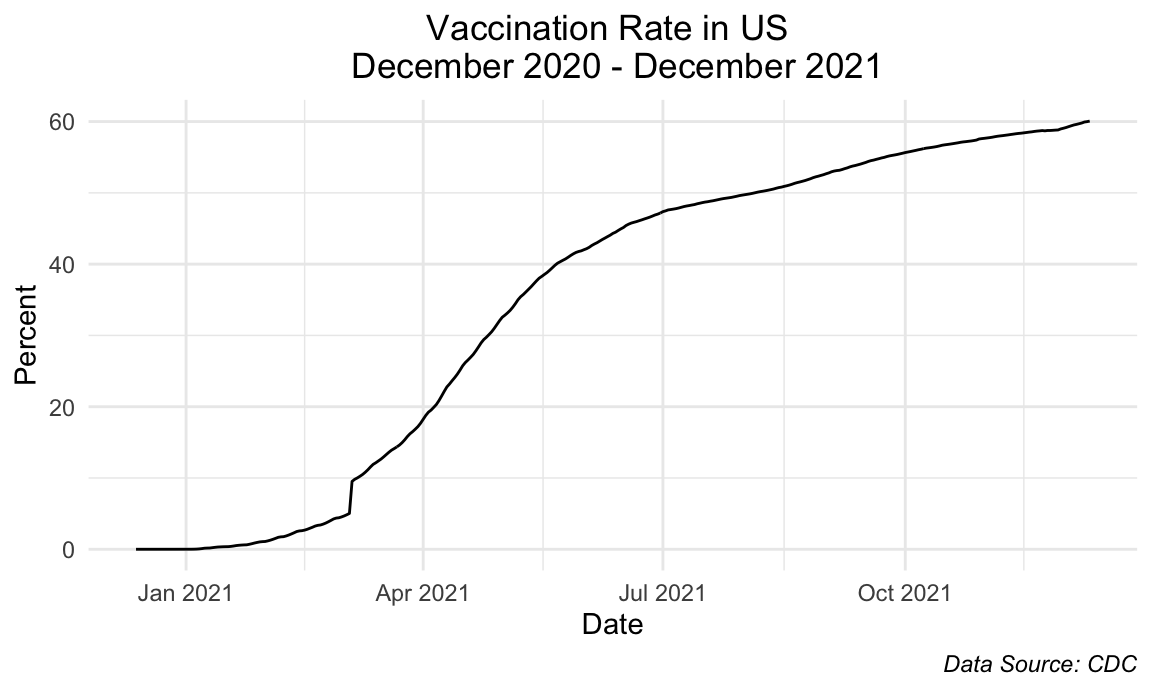 Vaccination Rate in US
December 2020 - December 2021
60
40
20
0
Percent
Jan 2021
Apr 2021
Jul 2021
Oct 2021
Date
Data Source: CDC